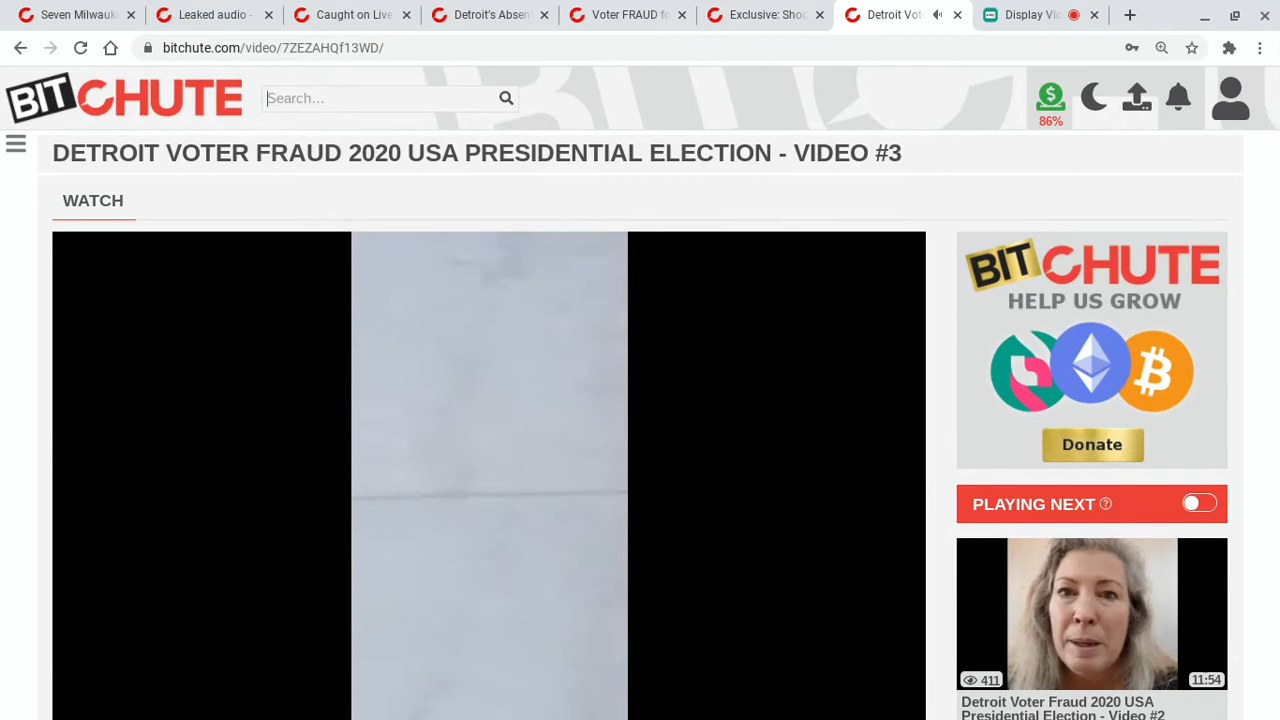 Seven Milwauk
Leaked audio -
Caught on Live
Detroit's Absen
Voter FRAUD fo
Exclusive: Shoc
Detroit Vot
Display Vid
bitchute.com/video/7ZEZAHQf13WD/
BITCHUTE
Search...
86%
DETROIT VOTER FRAUD 2020 USA PRESIDENTIAL ELECTION - VIDEO #3
WATCH
BITCHUTE
HELP US GROW
Donate
PLAYING NEXT
411
11:54
Detroit Voter Fraud 2020 USA
Presidential Election - Video #2